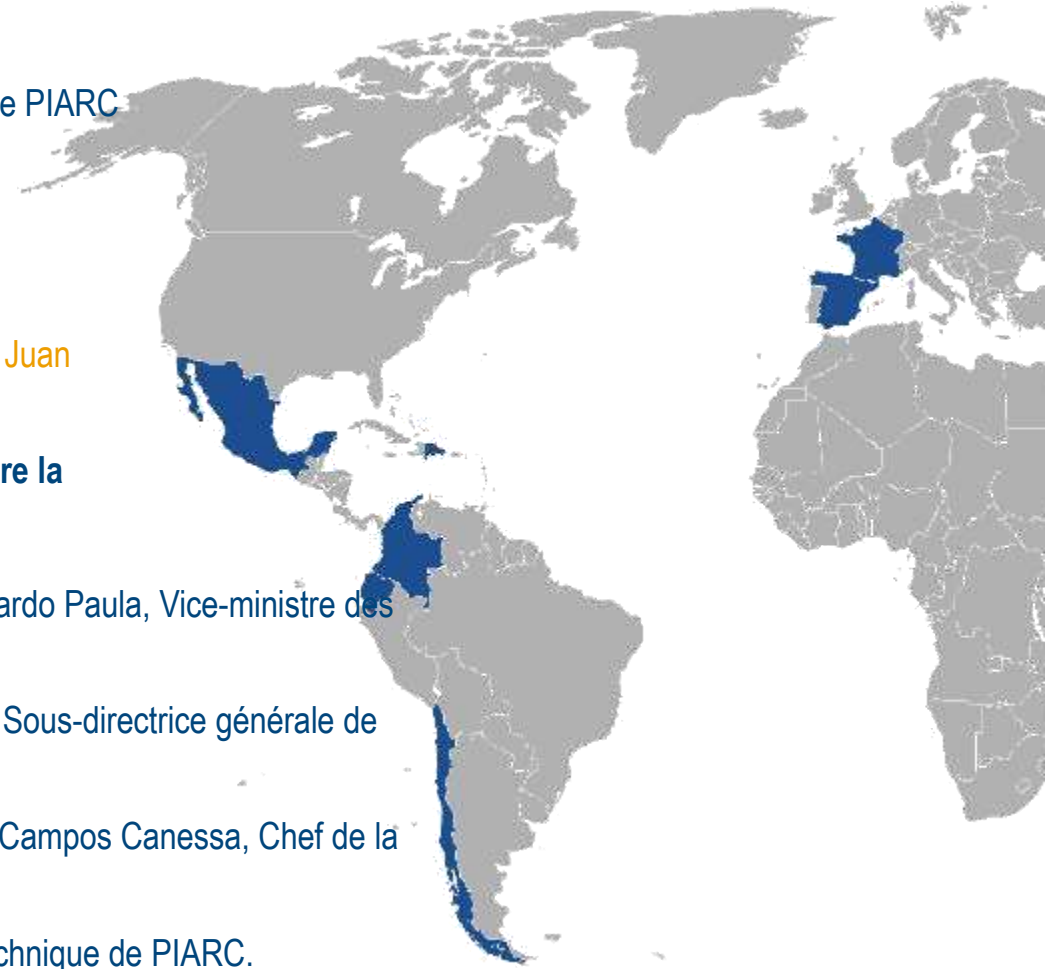 e PIARC
Juan
re la
ardo Paula, Vice-ministre des
Sous-directrice générale de
Campos Canessa, Chef de la
chnique de PIARC.